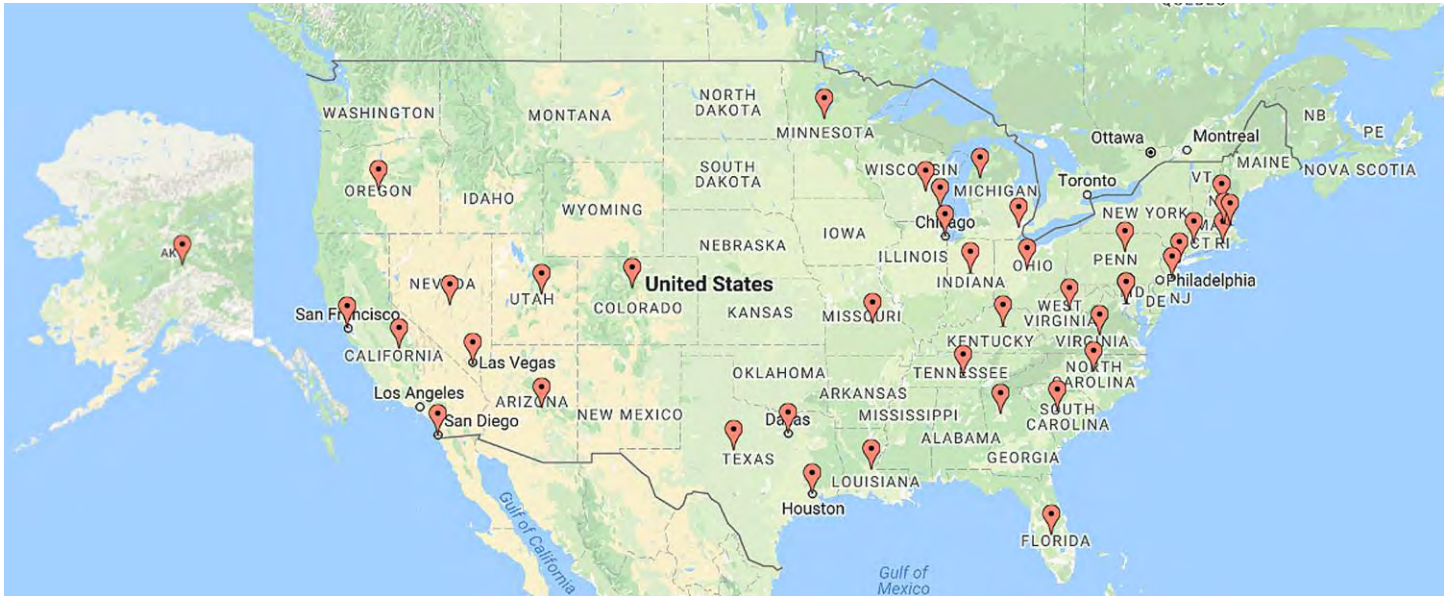 QUEBEC
NORTH
DAKOTA
WASHINGTON
MONTANA
MINNESOTA
NB
PE
Ottawa
Montreal
MAINE
NOVA SCOTIA
SOUTH
DAKOTA
WISCONSIN
MICHIGAN
Toronto
VT
OREGON
IDAHO
WYOMING
NEW YORK
MA
CT RI
Chicago
IOWA
NEBRASKA
ILLINOIS
INDIANA
OHIO
PENN
AK
NEVADA
UTAH
United States
COLORADO
KANSAS
MISSOURI
WEST
VIRGINIA
Philadelphia
MD
DE
NJ
San Francisco
CALIFORNIA
Las Vegas
KENTUCKY
VIRGINIA
TENNESSEE
NORTH
CAROLINA
OKLAHOMA
ARKANSAS
Los Angeles
ARIZONA
NEW MEXICO
MISSISSIPPI
SOUTH
CAROLINA
San Diego
Dallas
ALABAMA
GEORGIA
TEXAS
LOUISIANA
Houston
Gulf of California
FLORIDA
Gulf of
Mexico